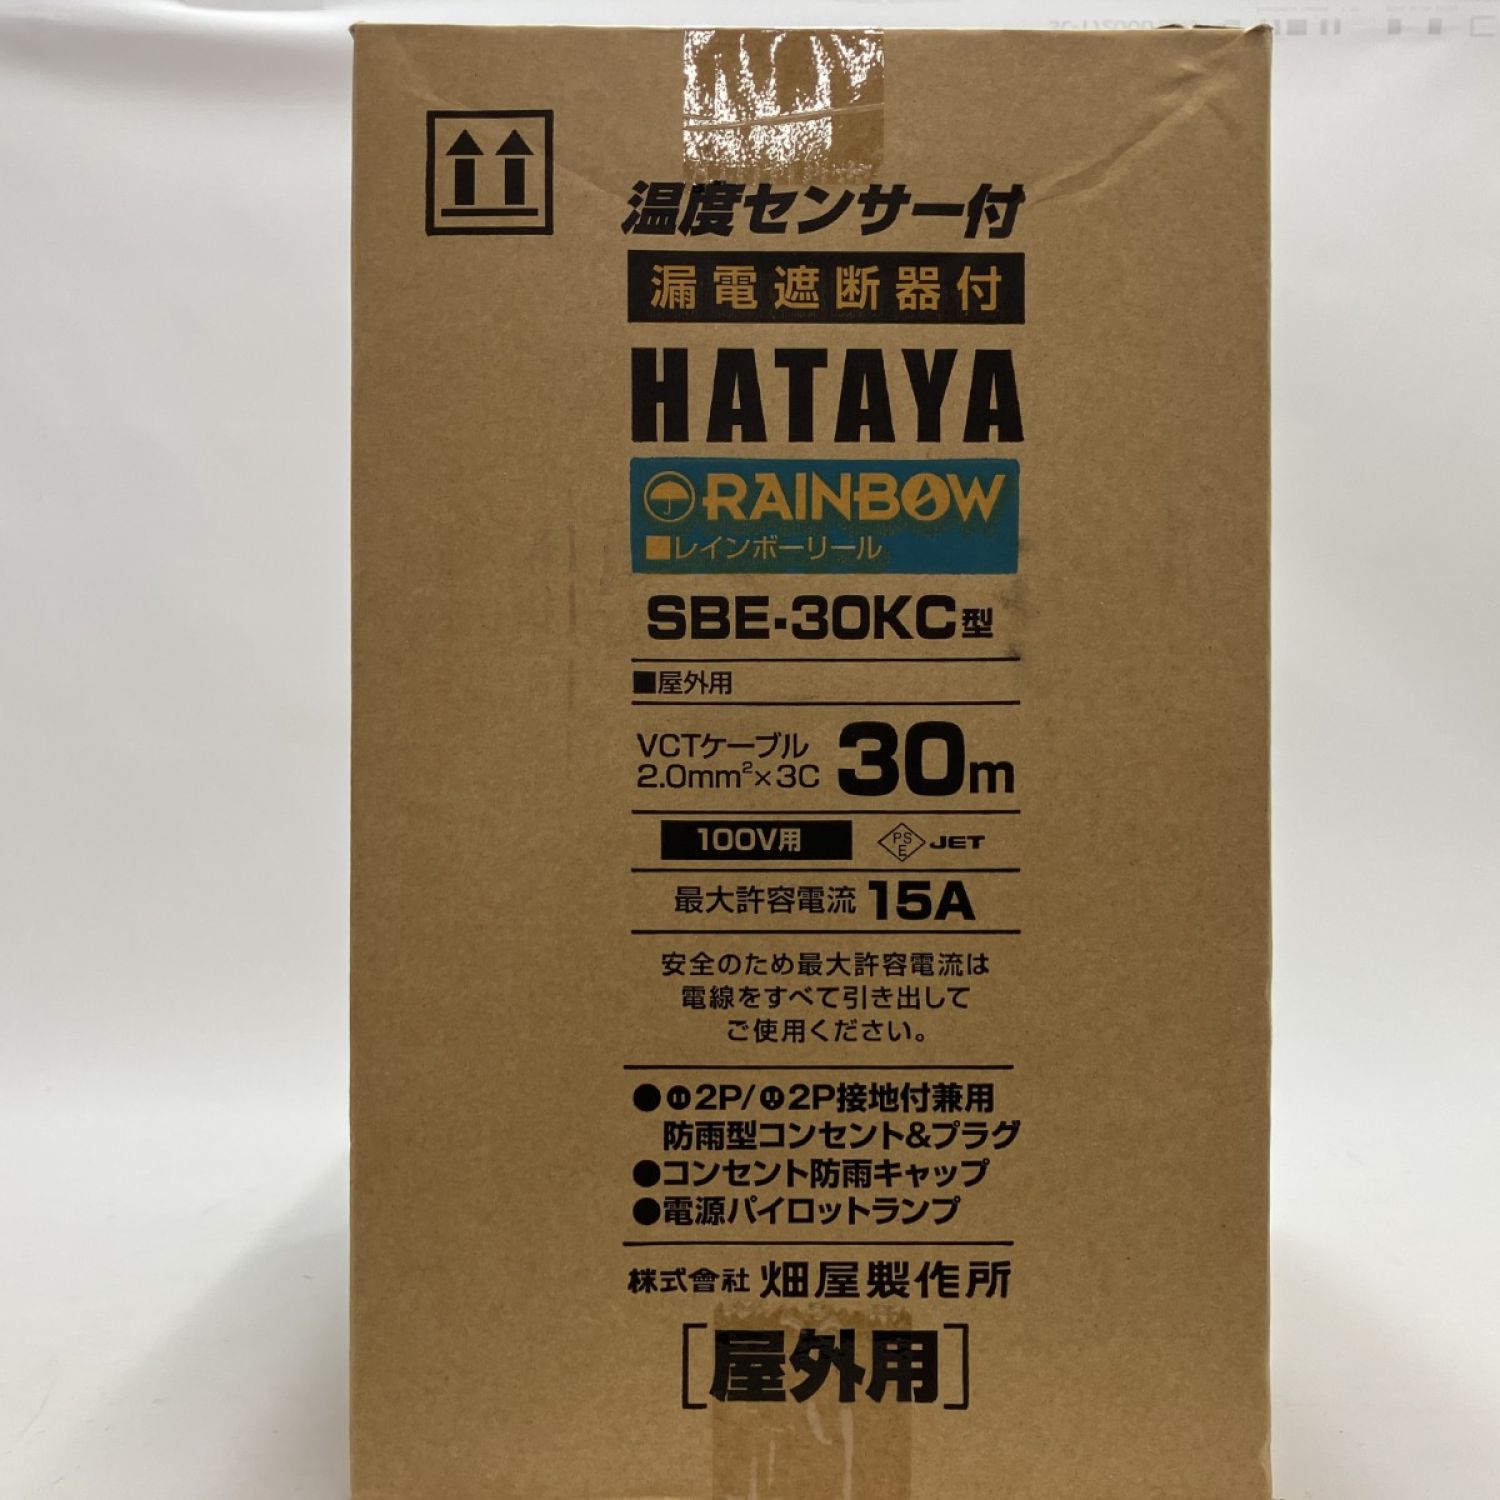 温度センサー付
漏電遮断器付
HATAYA
RAINBOW
■レインボーリール
SBE-30KC型
■屋外用
VCTケーブル
2.0mm²×3C 30m
100V用 PSE JET
最大許容電流 15A
安全のため最大許容電流は
電線をすべて引き出して
ご使用ください。
●2P/2P接地付兼用
防雨型コンセント&プラグ
●コンセント防雨キャップ
●電源パイロットランプ
株式會社 畑屋製作所
[屋外用]